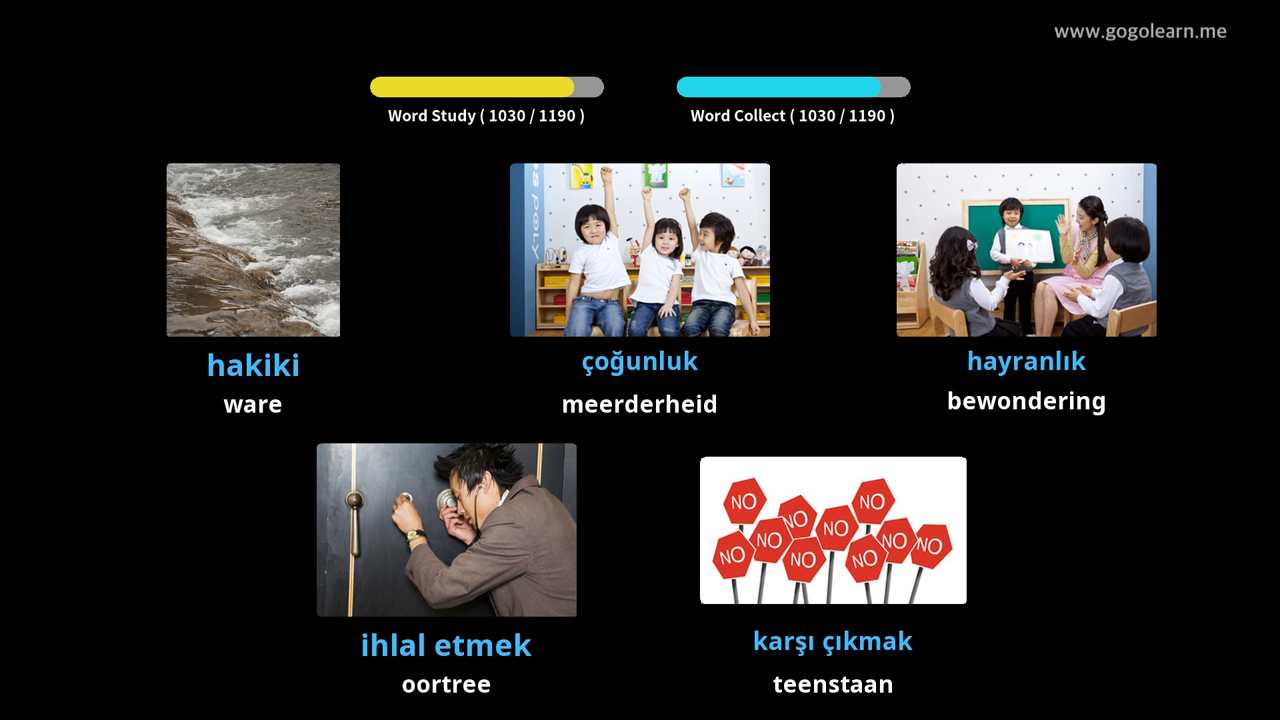 www.gogolearn.me
Word Study ( 1030 / 1190 )
Word Collect ( 1030 / 1190 )
hakiki
ware
çoğunluk
meerderheid
hayranlık
bewondering
ihlal etmek
oortree
NO
NO
NO
NO
NO
NO
NO
NO
NO
NO
karşı çıkmak
teenstaan